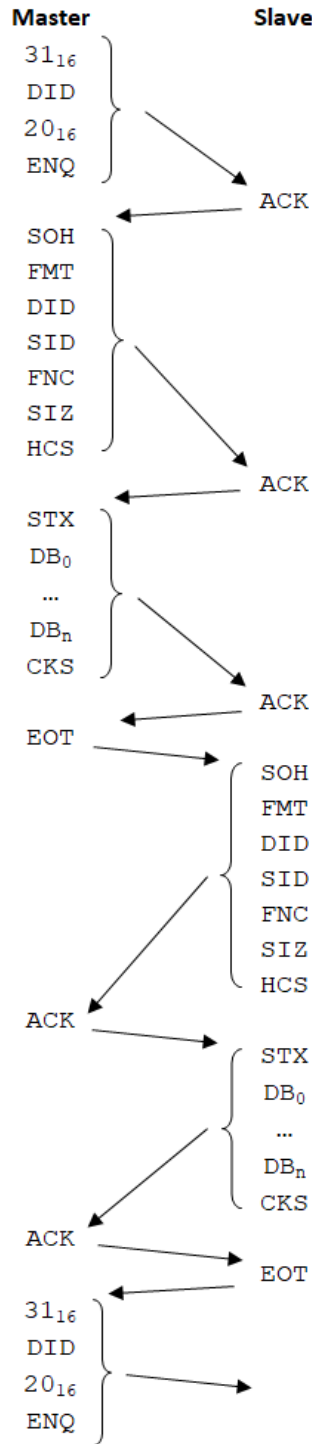 Master Slave
31₁₆
DID
20₁₆
ENQ
ACK
SOH
FMT
DID
SID
FNC
SIZ
HCS
ACK
STX
DB₀
…
DBₙ
CKS
ACK
EOT
SOH
FMT
DID
SID
FNC
SIZ
HCS
ACK
STX
DB₀
…
DBₙ
CKS
ACK
EOT
31₁₆
DID
20₁₆
ENQ